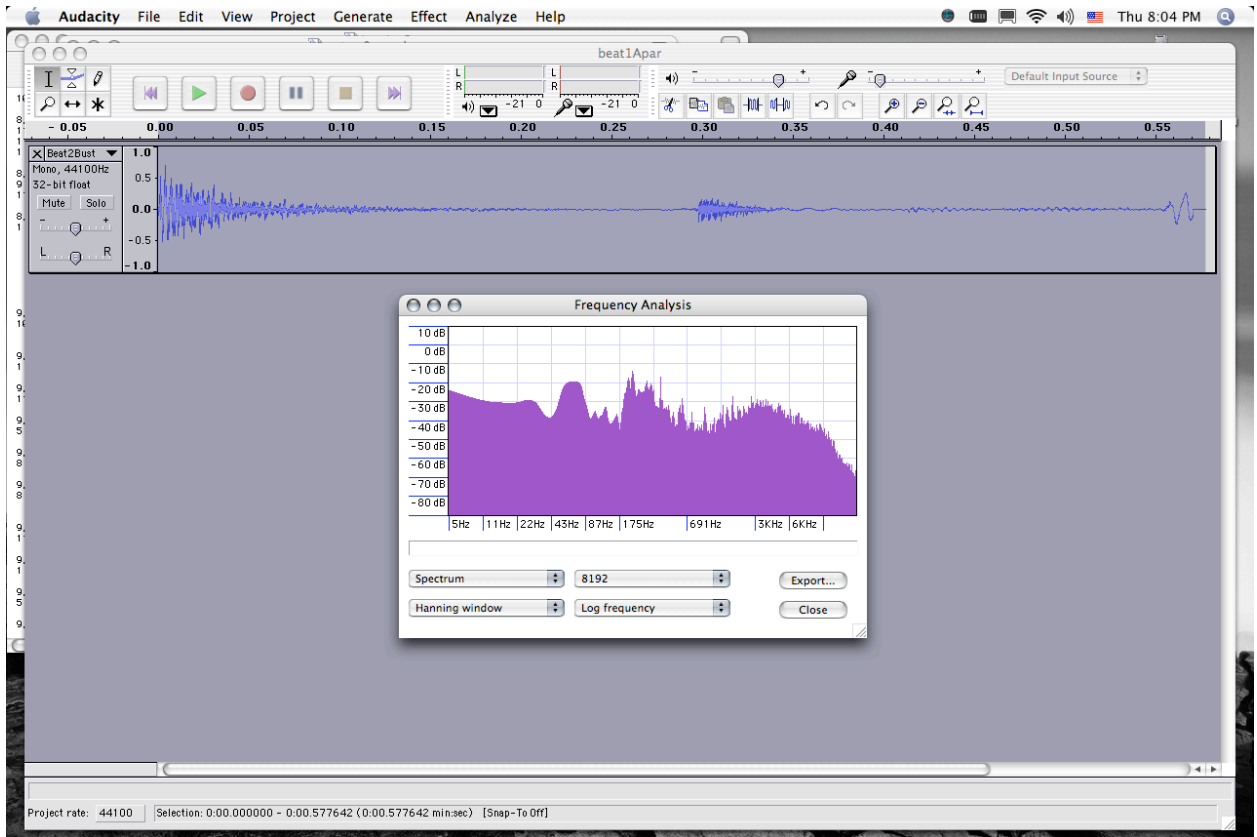 Audacity File Edit View Project Generate Effect Analyze Help Thu 8:04 PM
beat1Apar
L
R
-21 0
L
R
-21 0
- +
- +
Default Input Source
- 0.05 0.00 0.05 0.10 0.15 0.20 0.25 0.30 0.35 0.40 0.45 0.50 0.55
X Beat2Bust
Mono, 44100Hz
32-bit float
Mute Solo
- +
L R
1.0
0.5
0.0
-0.5
-1.0
Frequency Analysis
10 dB
0 dB
-10 dB
-20 dB
-30 dB
-40 dB
-50 dB
-60 dB
-70 dB
-80 dB
5Hz 11Hz 22Hz 43Hz 87Hz 175Hz 691Hz 3KHz 6KHz
Spectrum 8192 Export...
Hanning window Log frequency Close
Project rate: 44100 Selection: 0:00.000000 - 0:00.577642 (0:00.577642 min:sec) [Snap-To Off]